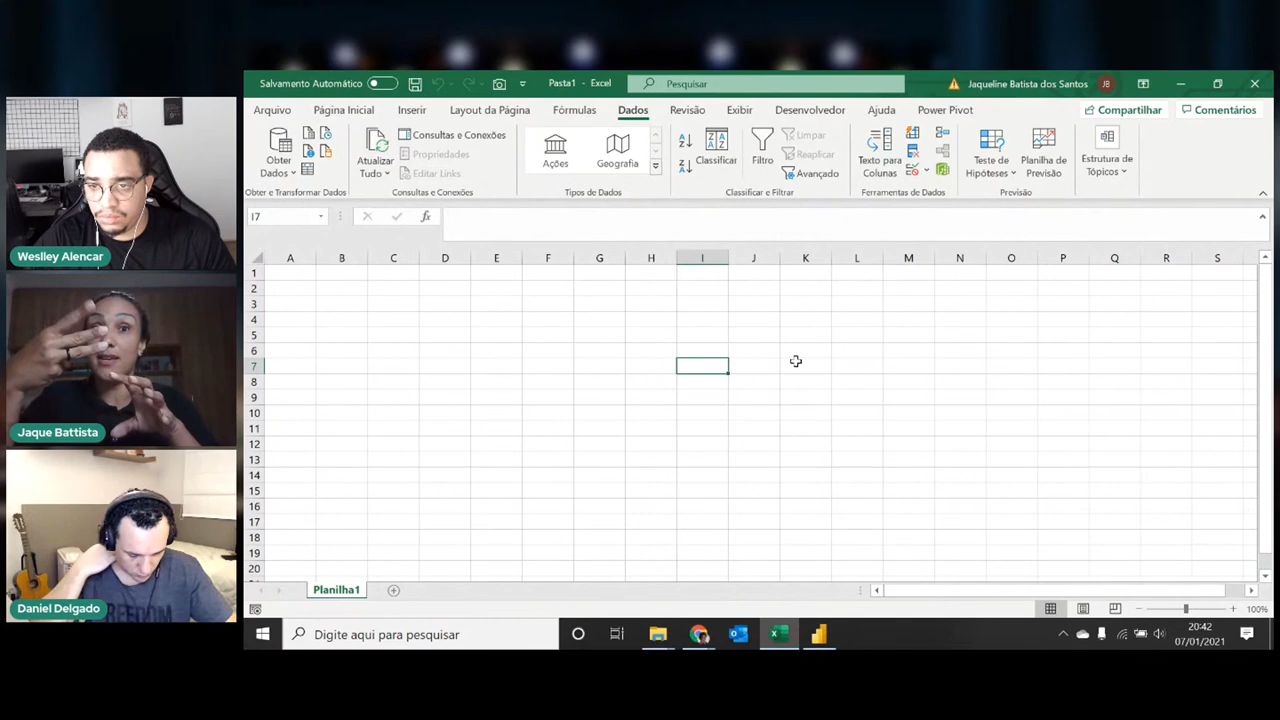 Salvamento Automático
Pasta1 - Excel
Pesquisar
Jaqueline Batista dos Santos
JB
Arquivo
Página Inicial
Inserir
Layout da Página
Fórmulas
Dados
Revisão
Exibir
Desenvolvedor
Ajuda
Power Pivot
Compartilhar
Comentários
Obter
Dados
Atualizar
Tudo
Consultas e Conexões
Propriedades
Editar Links
Ações
Geografia
Classificar
Filtro
Limpar
Reaplicar
Avançado
Texto para
Colunas
Teste de
Hipóteses
Planilha de
Previsão
Estrutura de
Tópicos
Obter e Transformar Dados
Consultas e Conexões
Tipos de Dados
Classificar e Filtrar
Ferramentas de Dados
Previsão
I7
fx
A B C D E F G H I J K L M N O P Q R S
1
2
3
4
5
6
7
8
9
10
11
12
13
14
15
16
17
18
19
20
Planilha1
100%
Digite aqui para pesquisar
20:42
07/01/2021
Weslley Alencar
Jaque Battista
FREEDOM
Daniel Delgado